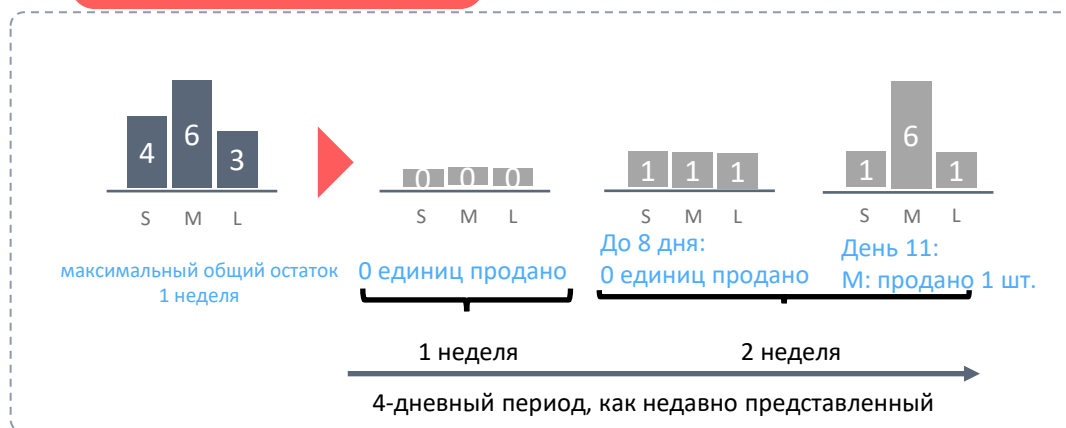 4 6 3
S M L
максимальный общий остаток
1 неделя
0 0 0
S M L
0 единиц продано
1 1 1
S M L
До 8 дня:
0 единиц продано
1 6 1
S M L
День 11:
М: продано 1 шт.
1 неделя
2 неделя
4-дневный период, как недавно представленный